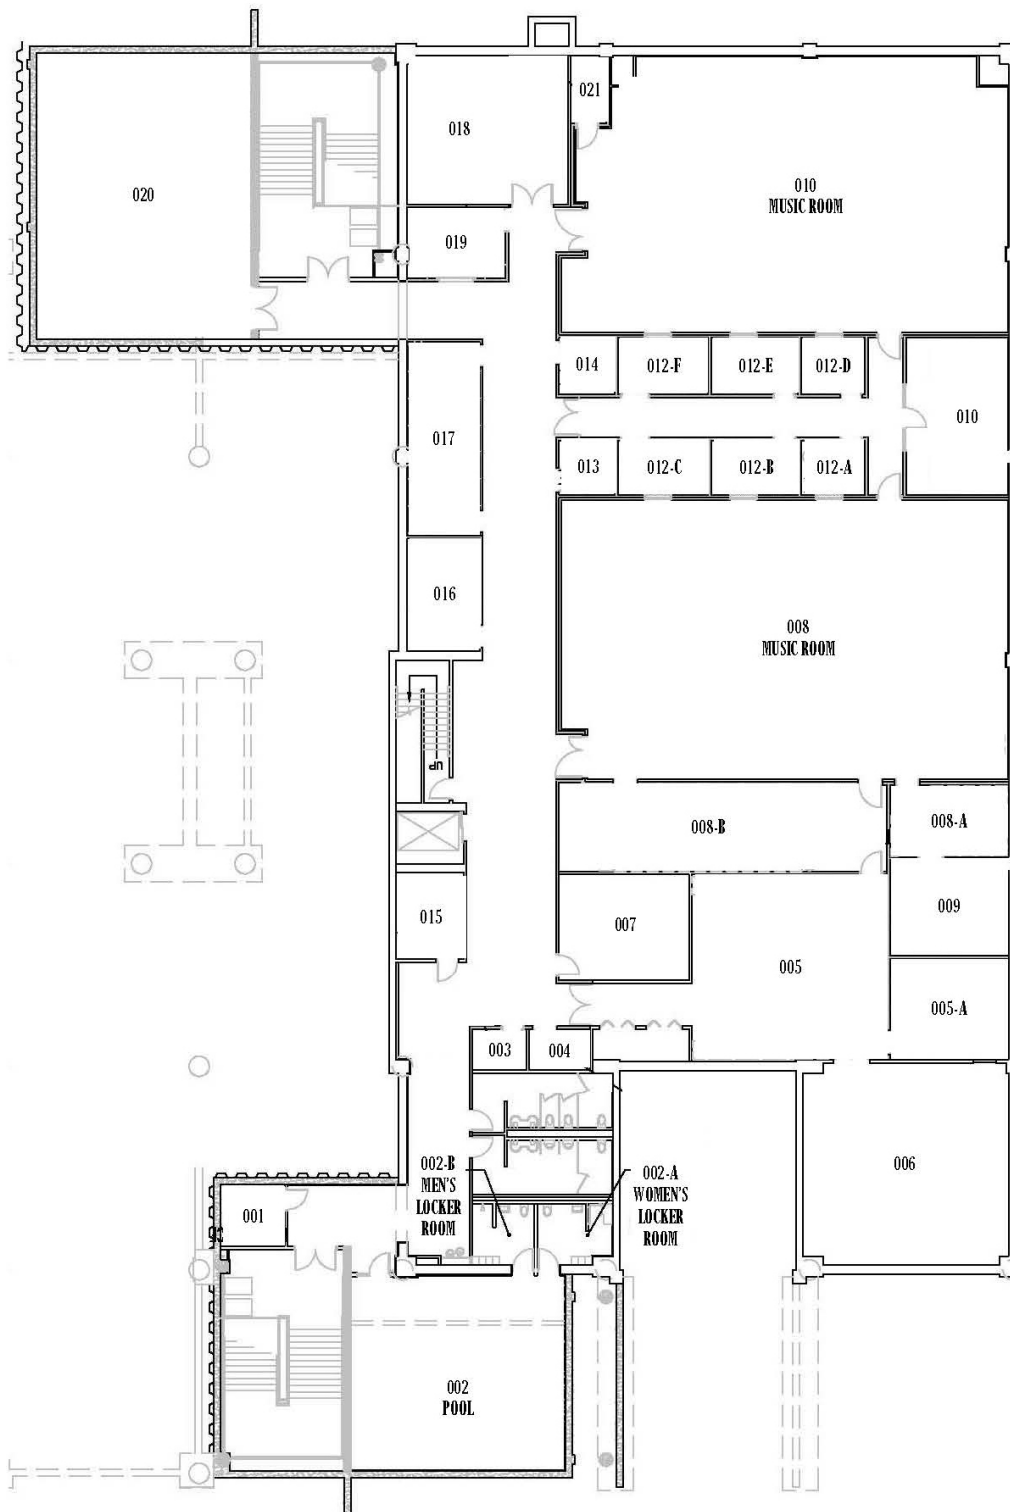 021
018
020
010
MUSIC ROOM
019
014
012-F
012-E
012-D
017
010
013
012-C
012-B
012-A
016
008
MUSIC ROOM
UP
008-B
008-A
015
007
009
005
005-A
003
004
002-B
MEN'S
LOCKER
ROOM
002-A
WOMEN'S
LOCKER
ROOM
006
001
002
POOL